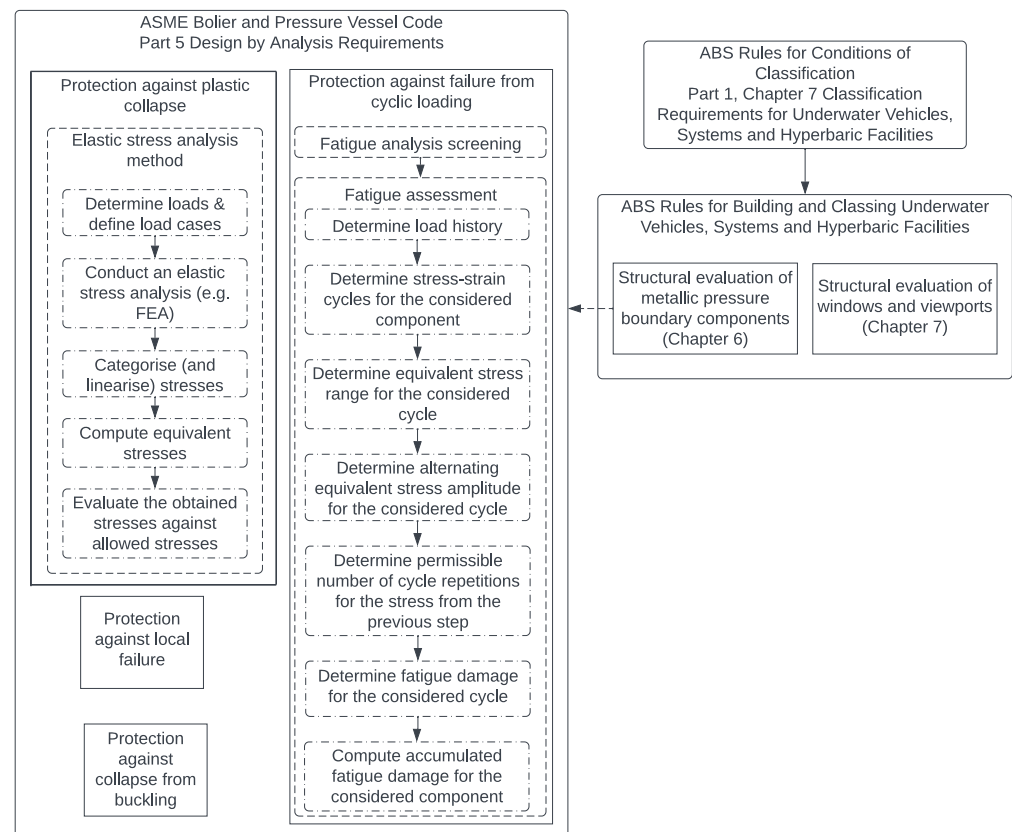 ASME Bolier and Pressure Vessel Code
Part 5 Design by Analysis Requirements
Protection against plastic
collapse
Elastic stress analysis
method
Determine loads &
define load cases
Conduct an elastic
stress analysis (e.g.
FEA)
Categorise (and
linearise) stresses
Compute equivalent
stresses
Evaluate the obtained
stresses against
allowed stresses
Protection
against local
failure
Protection
against
collapse from
buckling
Protection against failure from
cyclic loading
Fatigue analysis screening
Fatigue assessment
Determine load history
Determine stress-strain
cycles for the considered
component
Determine equivalent stress
range for the considered
cycle
Determine alternating
equivalent stress amplitude
for the considered cycle
Determine permissible
number of cycle repetitions
for the stress from the
previous step
Determine fatigue damage
for the considered cycle
Compute accumulated
fatigue damage for the
considered component
ABS Rules for Conditions of
Classification
Part 1, Chapter 7 Classification
Requirements for Underwater Vehicles,
Systems and Hyperbaric Facilities
ABS Rules for Building and Classing Underwater
Vehicles, Systems and Hyperbaric Facilities
Structural evaluation of
metallic pressure
boundary components
(Chapter 6)
Structural evaluation of
windows and viewports
(Chapter 7)